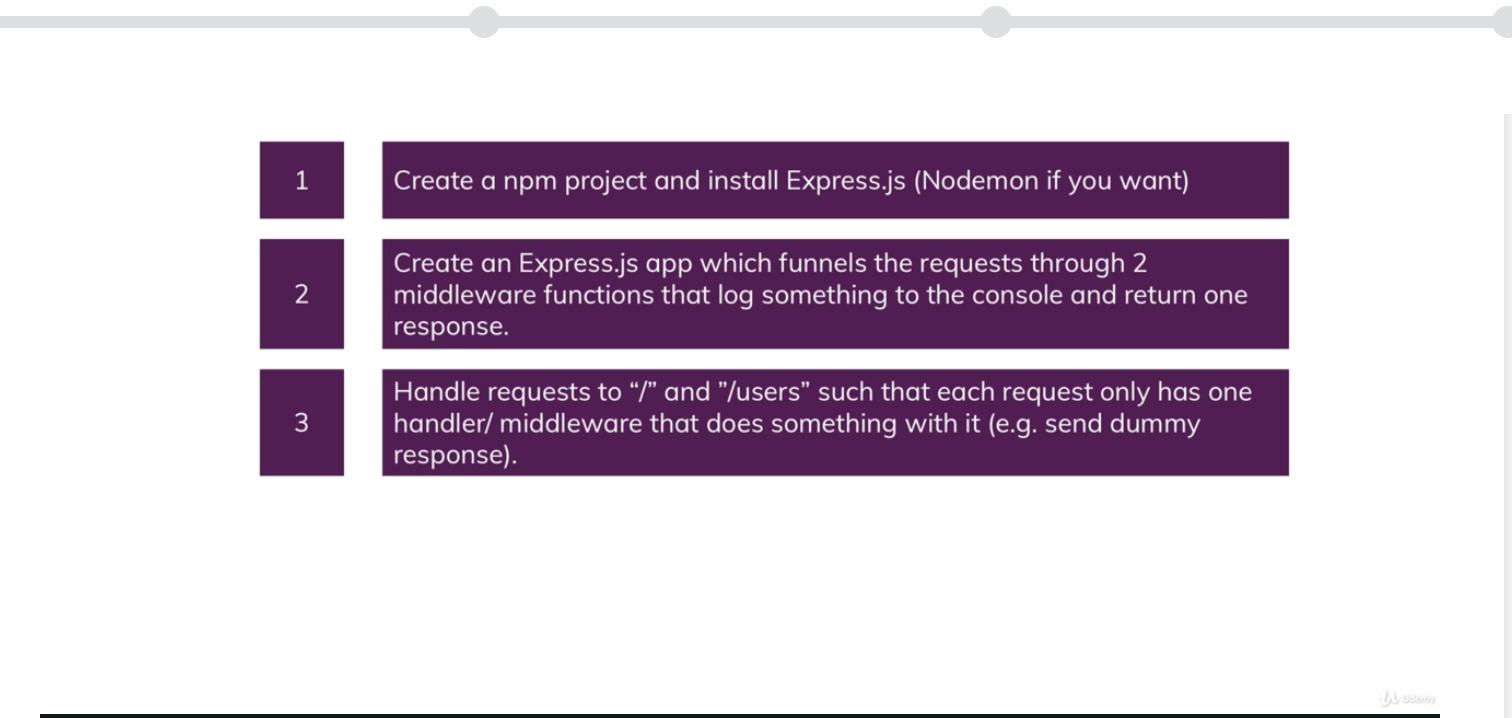 1
Create a npm project and install Express.js (Nodemon if you want)
2
Create an Express.js app which funnels the requests through 2
middleware functions that log something to the console and return one
response.
3
Handle requests to “/” and ”/users” such that each request only has one
handler/ middleware that does something with it (e.g. send dummy
response).
Udemy